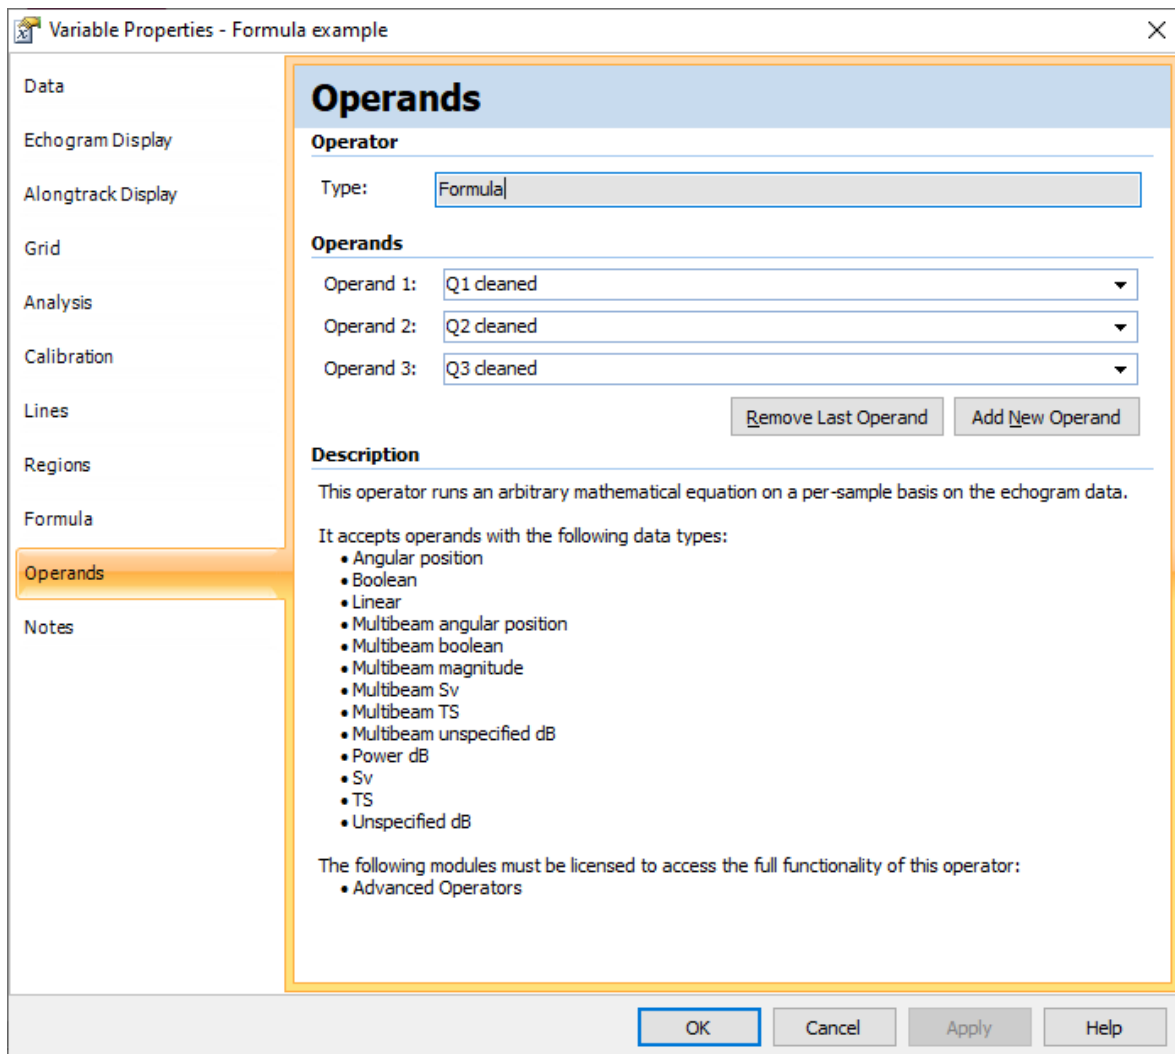 Variable Properties - Formula example
Data
Echogram Display
Alongtrack Display
Grid
Analysis
Calibration
Lines
Regions
Formula
Operands
Notes
Operands
Operator
Type: Formula
Operands
Operand 1: Q1 cleaned
Operand 2: Q2 cleaned
Operand 3: Q3 cleaned
Remove Last Operand Add New Operand
Description
This operator runs an arbitrary mathematical equation on a per-sample basis on the echogram data.
It accepts operands with the following data types:
• Angular position
• Boolean
• Linear
• Multibeam angular position
• Multibeam boolean
• Multibeam magnitude
• Multibeam Sv
• Multibeam TS
• Multibeam unspecified dB
• Power dB
• Sv
• TS
• Unspecified dB
The following modules must be licensed to access the full functionality of this operator:
• Advanced Operators
OK Cancel Apply Help